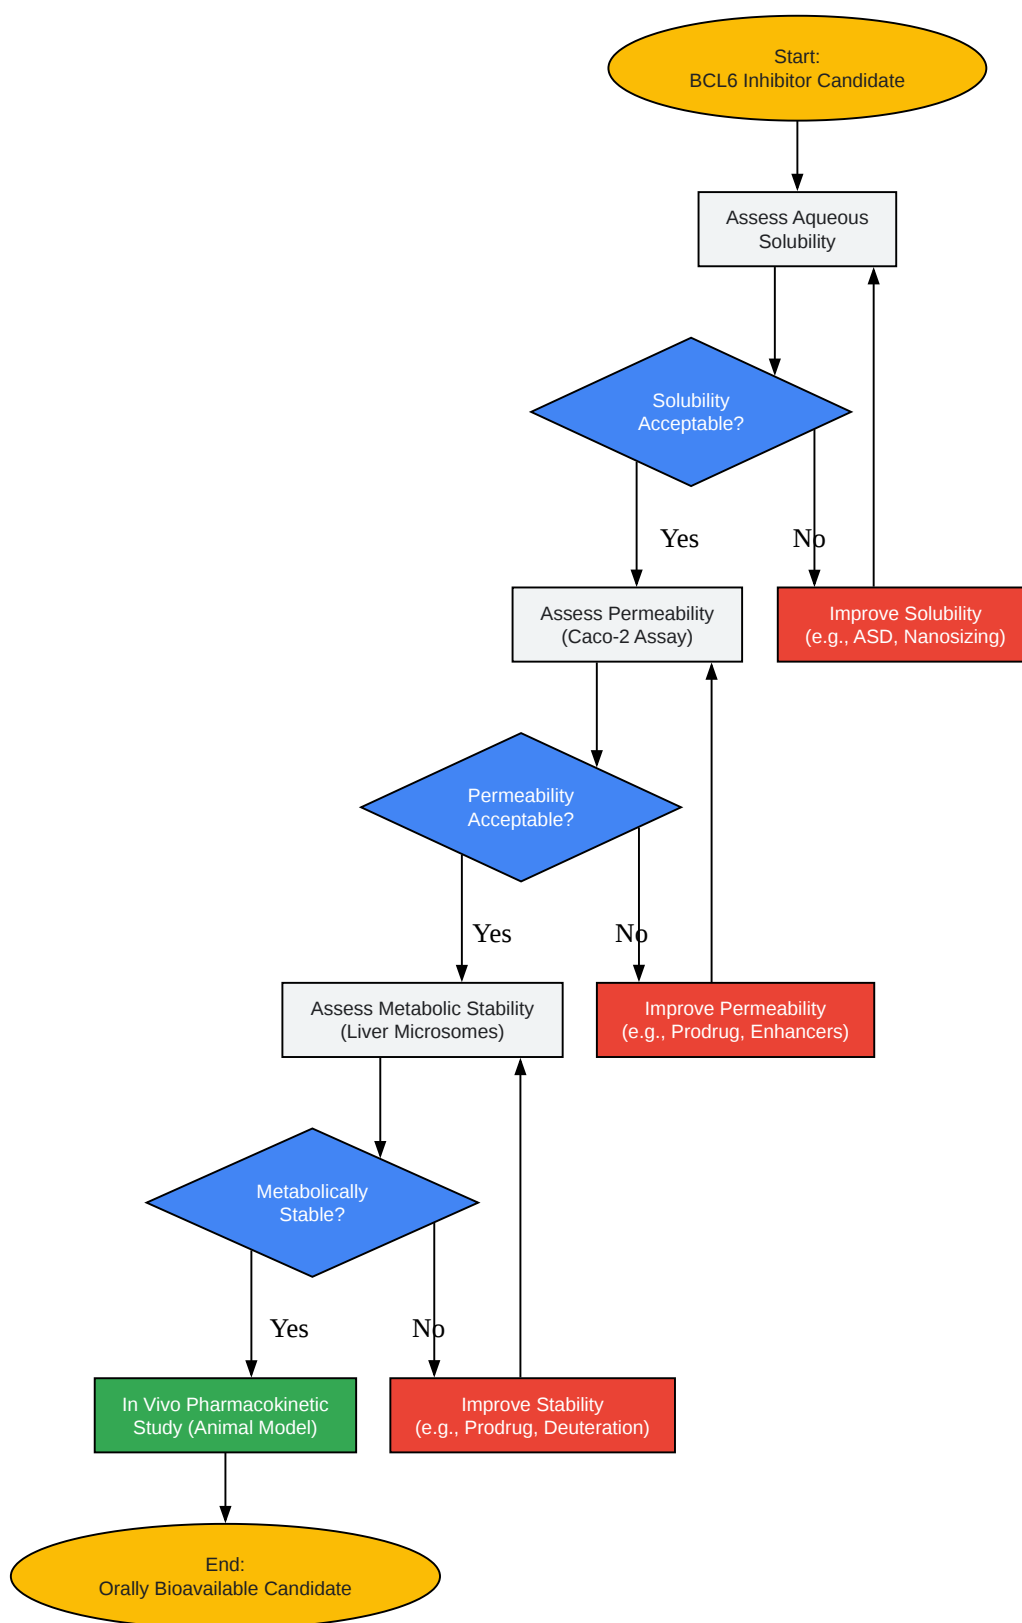 Start:
BCL6 Inhibitor Candidate
Assess Aqueous
Solubility
Solubility
Acceptable?
Yes
No
Assess Permeability
(Caco-2 Assay)
Improve Solubility
(e.g., ASD, Nanosizing)
Permeability
Acceptable?
Yes
No
Assess Metabolic Stability
(Liver Microsomes)
Improve Permeability
(e.g., Prodrug, Enhancers)
Metabolically
Stable?
Yes
No
In Vivo Pharmacokinetic
Study (Animal Model)
Improve Stability
(e.g., Prodrug, Deuteration)
End:
Orally Bioavailable Candidate